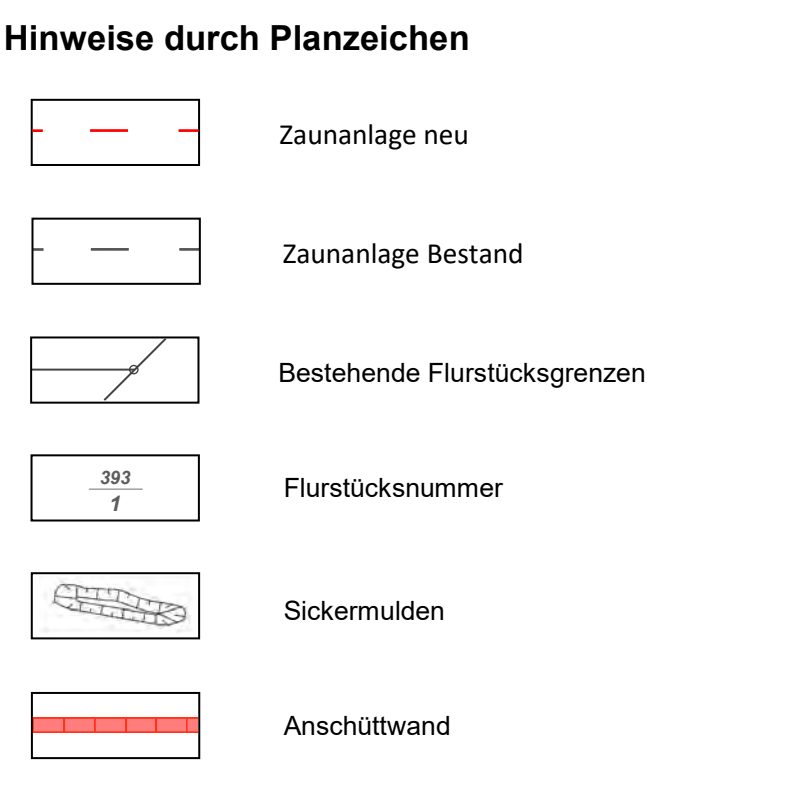 Hinweise durch Planzeichen
Zaunanlage neu
Zaunanlage Bestand
Bestehende Flurstücksgrenzen
393
1
Flurstücksnummer
Sickermulden
Anschüttwand